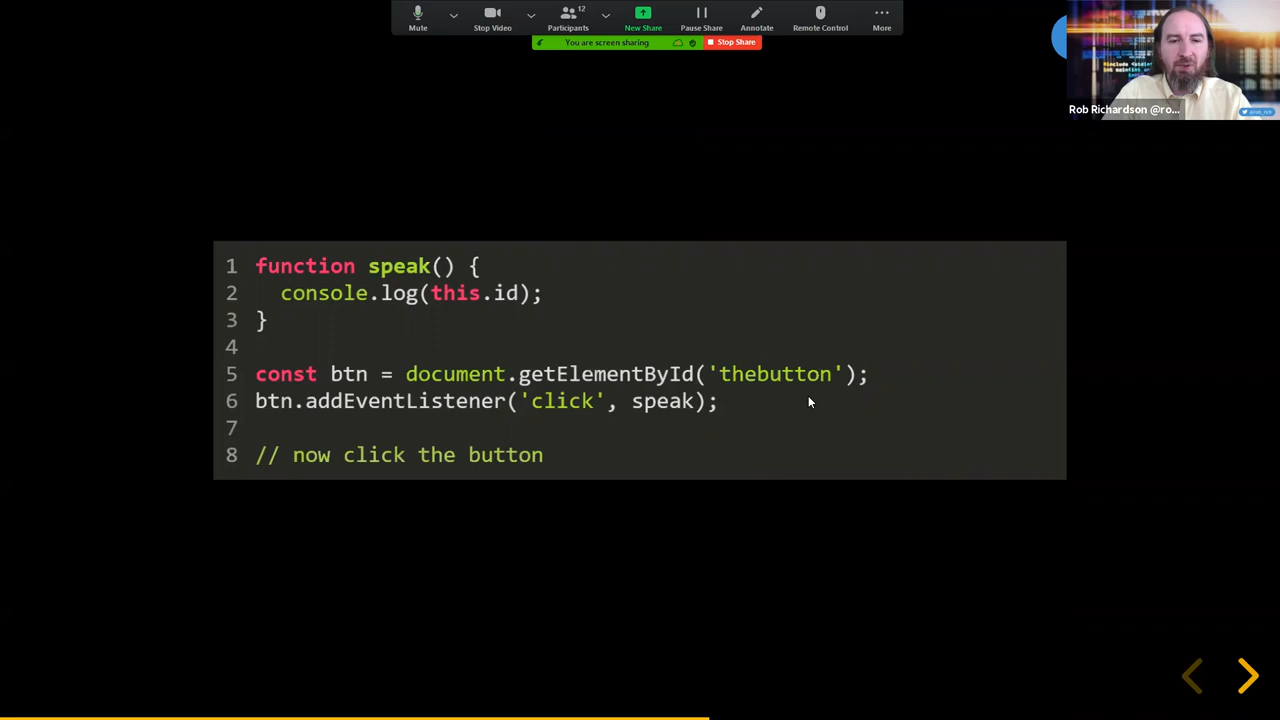 12
Mute
Stop Video
Participants
New Share
Pause Share
Annotate
Remote Control
More
You are screen sharing
Stop Share
Rob Richardson @ro...
1 function speak() {
2 console.log(this.id);
3 }
4
5 const btn = document.getElementById('thebutton');
6 btn.addEventListener('click', speak);
7
8 // now click the button